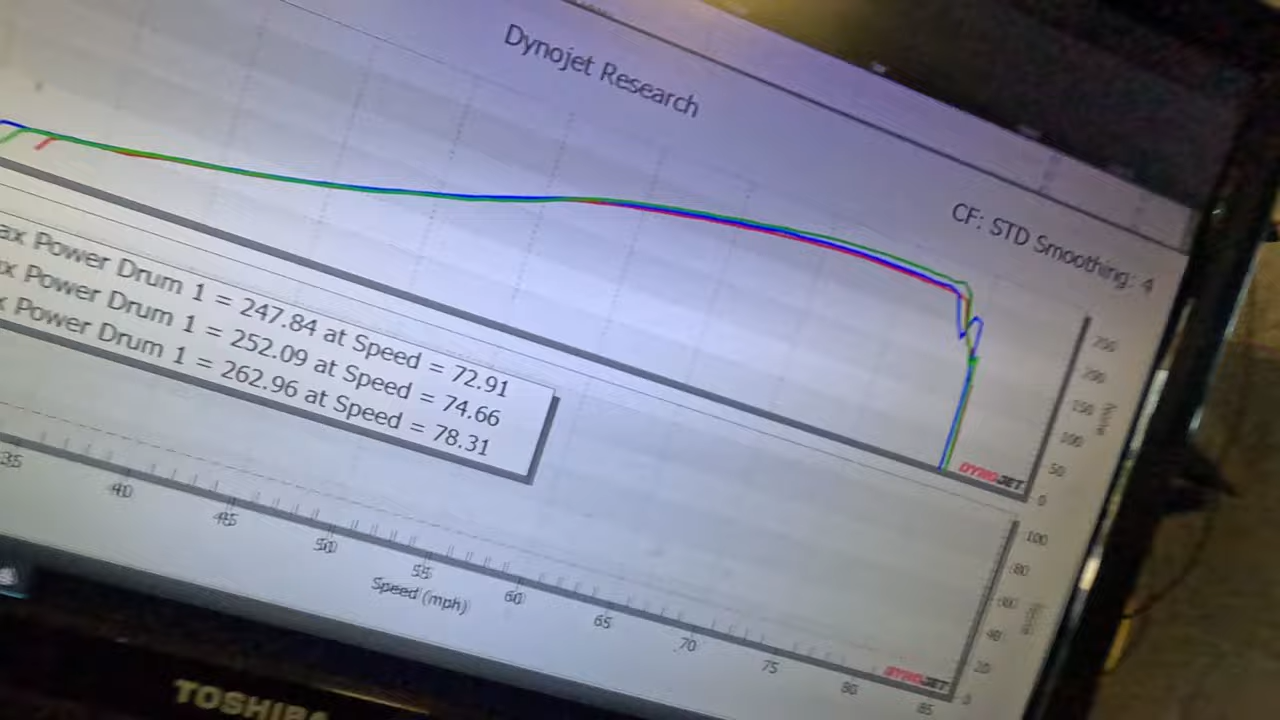 Dynojet Research
CF: STD Smoothing: 4
ax Power Drum 1 = 247.84 at Speed = 72.91
x Power Drum 1 = 252.09 at Speed = 74.66
x Power Drum 1 = 262.96 at Speed = 78.31
200
150
100
50
0
DYNOJET
100
80
40
20
0
35
40
45
50
55
60
65
70
75
80
85
Speed (mph)
DYNOJET
TOSHIBA